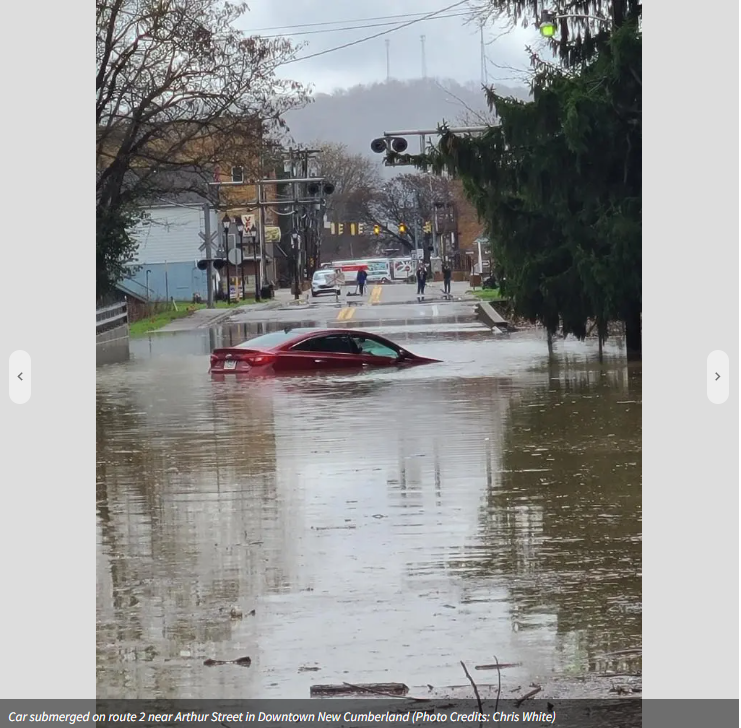 Car submerged on route 2 near Arthur Street in Downtown New Cumberland (Photo Credits: Chris White)